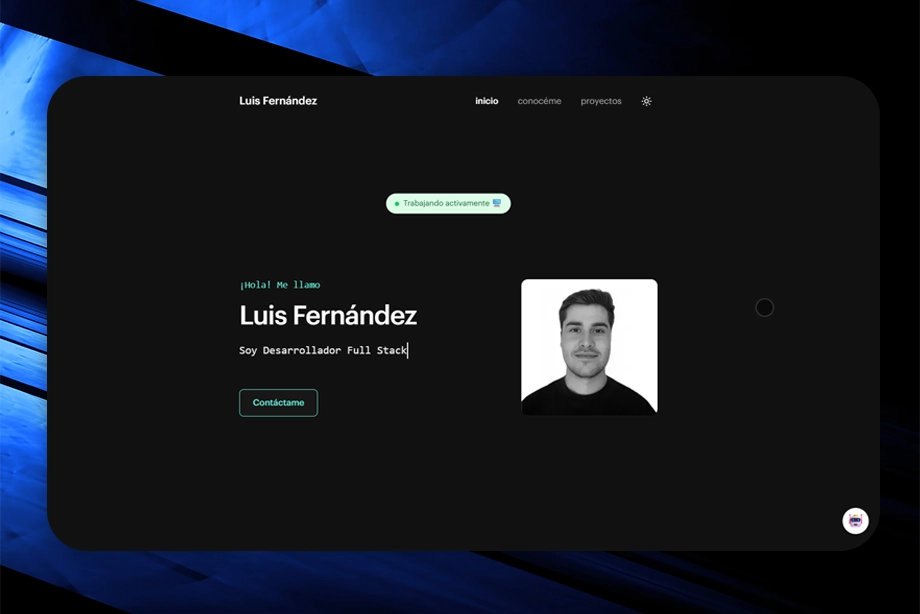 Luis Fernández
inicio
conocéme
proyectos
Trabajando activamente
¡Hola! Me llamo
Luis Fernández
Soy Desarrollador Full Stack
Contáctame